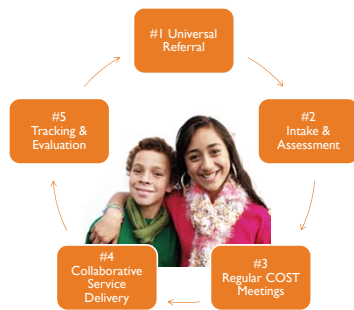 #1 Universal
Referral
#2
Intake &
Assessment
#3
Regular COST
Meetings
#4
Collaborative
Service
Delivery
#5
Tracking &
Evaluation